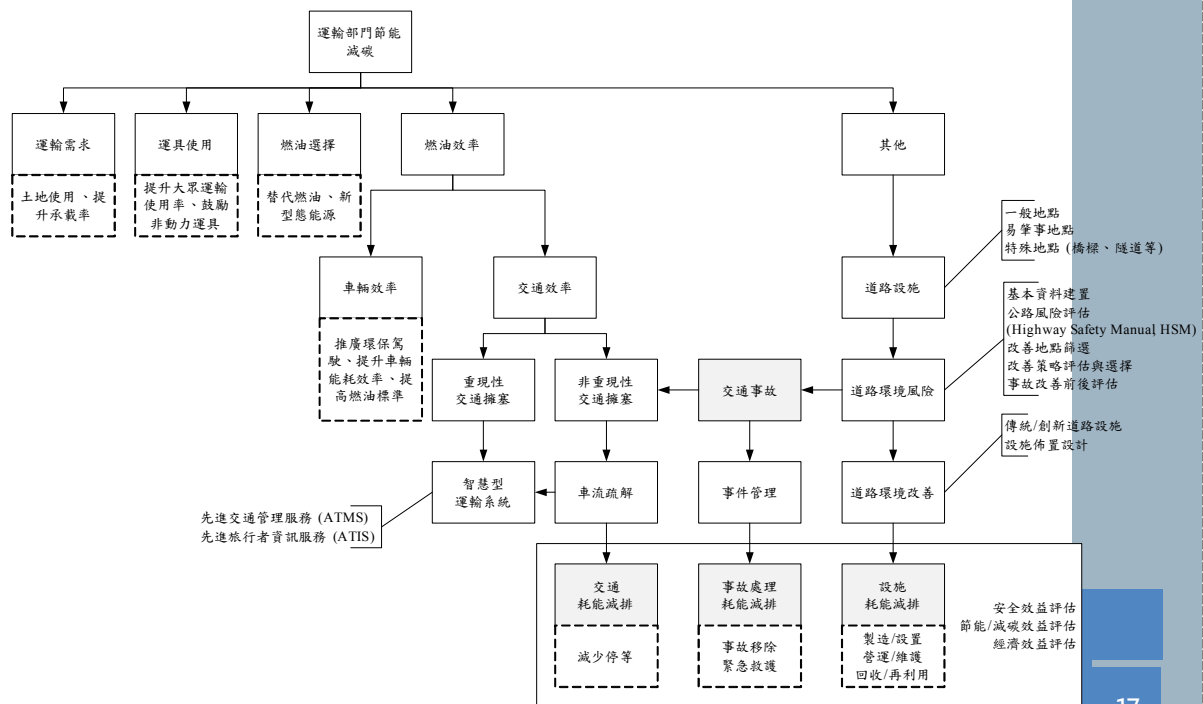 運輸部門節能
減碳
運輸需求
運具使用
燃油選擇
燃油效率
其他
土地使用、提
升承載率
提升大眾運輸
使用率、鼓勵
非動力運具
替代燃油、新
型態能源
一般地點
易肇事地點
特殊地點 (橋樑、隧道等)
車輛效率
交通效率
道路設施
推廣環保駕
駛、提升車輛
能耗效率、提
高燃油標準
基本資料建置
公路風險評估
(Highway Safety Manual, HSM)
改善地點篩選
改善策略評估與選擇
事故改善前後評估
重現性
交通擁塞
非重現性
交通擁塞
交通事故
道路環境風險
傳統/創新道路設施
設施佈置設計
智慧型
運輸系統
車流疏解
事件管理
道路環境改善
先進交通管理服務 (ATMS)
先進旅行者資訊服務 (ATIS)
交通
耗能減排
事故處理
耗能減排
設施
耗能減排
減少停等
事故移除
緊急救護
製造/設置
營運/維護
回收/再利用
安全效益評估
節能/減碳效益評估
經濟效益評估
17